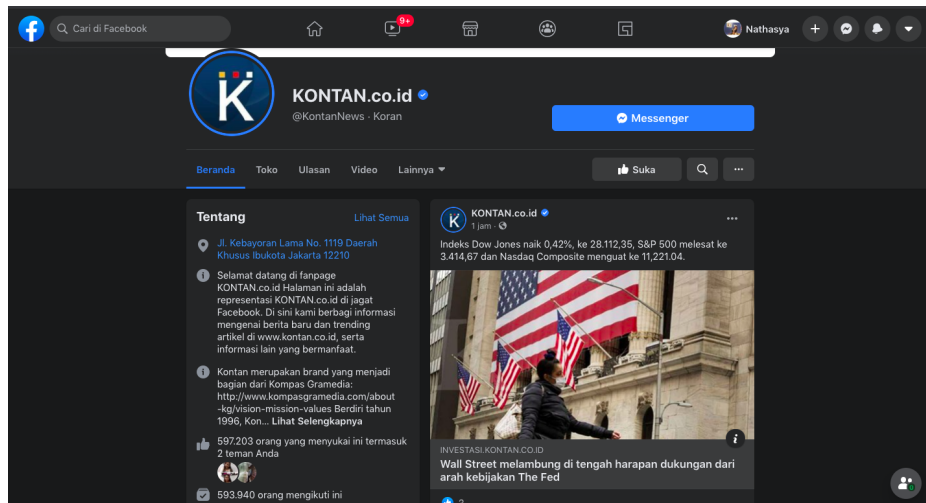 Cari di Facebook
9+
Nathasya
KONTAN.co.id
@KontanNews · Koran
Messenger
Beranda
Toko
Ulasan
Video
Lainnya
Suka
Tentang
Lihat Semua
Jl. Kebayoran Lama No. 1119 Daerah
Khusus Ibukota Jakarta 12210
Selamat datang di fanpage
KONTAN.co.id Halaman ini adalah
representasi KONTAN.co.id di jagat
Facebook. Di sini kami berbagi informasi
mengenai berita baru dan trending
artikel di www.kontan.co.id, serta
informasi lain yang bermanfaat.
Kontan merupakan brand yang menjadi
bagian dari Kompas Gramedia:
http://www.kompasgramedia.com/about
-kg/vision-mission-values Berdiri tahun
1996, Kon... Lihat Selengkapnya
597.203 orang yang menyukai ini termasuk
2 teman Anda
593.940 orang mengikuti ini
KONTAN.co.id
1 jam ·
Indeks Dow Jones naik 0,42%, ke 28.112,35, S&P 500 melesat ke
3.414,67 dan Nasdaq Composite menguat ke 11,221.04.
INVESTASI.KONTAN.CO.ID
Wall Street melambung di tengah harapan dukungan dari
arah kebijakan The Fed
2